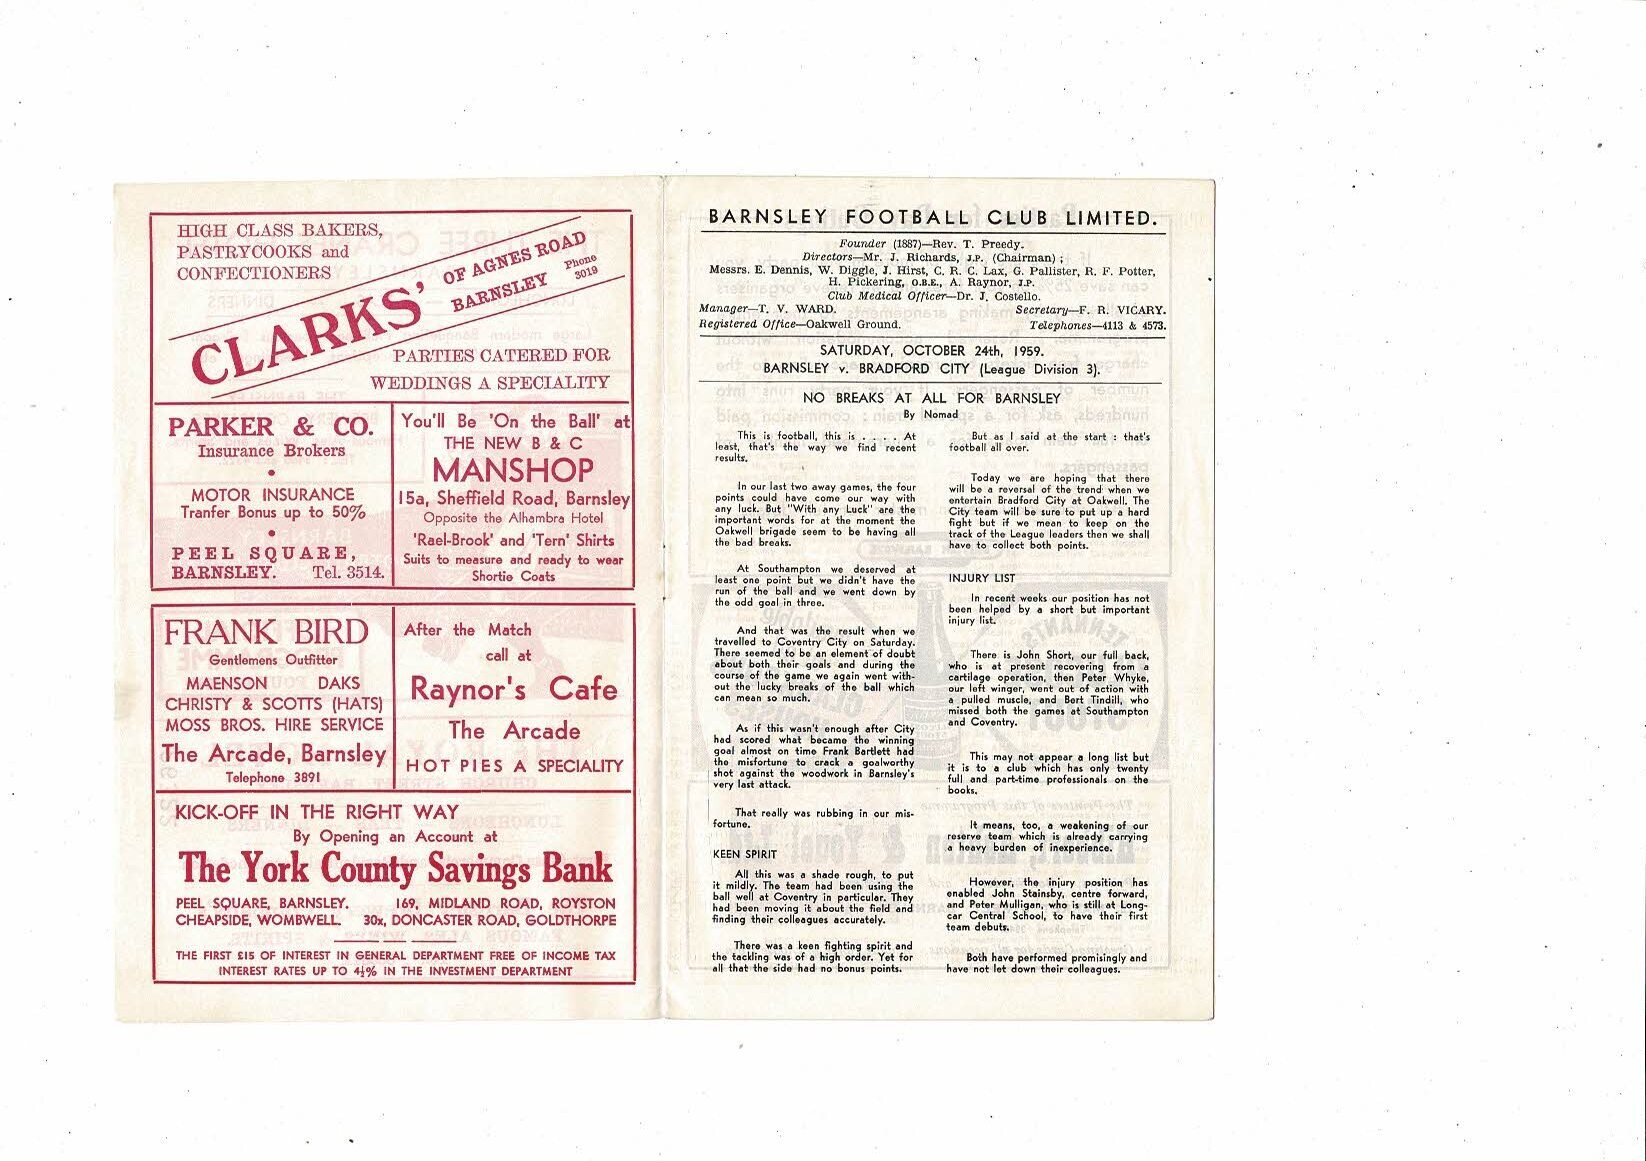 HIGH CLASS BAKERS,
PASTRYCOOKS and
CONFECTIONERS
CLARKS'
OF AGNES ROAD
BARNSLEY
Phone
3019
PARTIES CATERED FOR
WEDDINGS A SPECIALITY
PARKER & CO.
Insurance Brokers
•
MOTOR INSURANCE
Tranfer Bonus up to 50%
•
PEEL SQUARE,
BARNSLEY. Tel. 3514.
You'll Be 'On the Ball' at
THE NEW B & C
MANSHOP
15a, Sheffield Road, Barnsley
Opposite the Alhambra Hotel
'Rael-Brook' and 'Tern' Shirts
Suits to measure and ready to wear
Shortie Coats
FRANK BIRD
Gentlemens Outfitter
MAENSON DAKS
CHRISTY & SCOTTS (HATS)
MOSS BROS. HIRE SERVICE
The Arcade, Barnsley
Telephone 3891
After the Match
call at
Raynor's Cafe
The Arcade
HOT PIES A SPECIALITY
KICK-OFF IN THE RIGHT WAY
By Opening an Account at
The York County Savings Bank
PEEL SQUARE, BARNSLEY. 169, MIDLAND ROAD, ROYSTON
CHEAPSIDE, WOMBWELL. 30x, DONCASTER ROAD, GOLDTHORPE
THE FIRST £15 OF INTEREST IN GENERAL DEPARTMENT FREE OF INCOME TAX
INTEREST RATES UP TO 4½% IN THE INVESTMENT DEPARTMENT
BARNSLEY FOOTBALL CLUB LIMITED.
Founder (1887)—Rev. T. Preedy.
Directors—Mr. J. Richards, J.P. (Chairman) ;
Messrs. E. Dennis, W. Diggle, J. Hirst, C. R. C. Lax, G. Pallister, R. F. Potter,
H. Pickering, O.B.E., A. Raynor, J.P.
Club Medical Officer—Dr. J. Costello.
Manager—T. V. WARD. Secretary—F. R. VICARY.
Registered Office—Oakwell Ground. Telephones—4113 & 4573.
SATURDAY, OCTOBER 24th, 1959.
BARNSLEY v. BRADFORD CITY (League Division 3).
NO BREAKS AT ALL FOR BARNSLEY
By Nomad
This is football, this is . . . . At
least, that's the way we find recent
results.
In our last two away games, the four
points could have come our way with
any luck. But "With any Luck" are the
important words for at the moment the
Oakwell brigade seem to be having all
the bad breaks.
At Southampton we deserved at
least one point but we didn't have the
run of the ball and we went down by
the odd goal in three.
And that was the result when we
travelled to Coventry City on Saturday.
There seemed to be an element of doubt
about both their goals and during the
course of the game we again went with-
out the lucky breaks of the ball which
can mean so much.
As if this wasn't enough after City
had scored what became the winning
goal almost on time Frank Bartlett had
the misfortune to crack a goalworthy
shot against the woodwork in Barnsley's
very last attack.
That really was rubbing in our mis-
fortune.
KEEN SPIRIT
All this was a shade rough, to put
it mildly. The team had been using the
ball well at Coventry in particular. They
had been moving it about the field and
finding their colleagues accurately.
There was a keen fighting spirit and
the tackling was of a high order. Yet for
all that the side had no bonus points.
But as I said at the start : that's
football all over.
Today we are hoping that there
will be a reversal of the trend when we
entertain Bradford City at Oakwell. The
City team will be sure to put up a hard
fight but if we mean to keep on the
track of the League leaders then we shall
have to collect both points.
INJURY LIST
In recent weeks our position has not
been helped by a short but important
injury list.
There is John Short, our full back,
who is at present recovering from a
cartilage operation, then Peter Whyke,
our left winger, went out of action with
a pulled muscle, and Bert Tindill, who
missed both the games at Southampton
and Coventry.
This may not appear a long list but
it is to a club which has only twenty
full and part-time professionals on the
books.
It means, too, a weakening of our
reserve team which is already carrying
a heavy burden of inexperience.
However, the injury position has
enabled John Stainsby, centre forward,
and Peter Mulligan, who is still at Long-
car Central School, to have their first
team debuts.
Both have performed promisingly and
have not let down their colleagues.